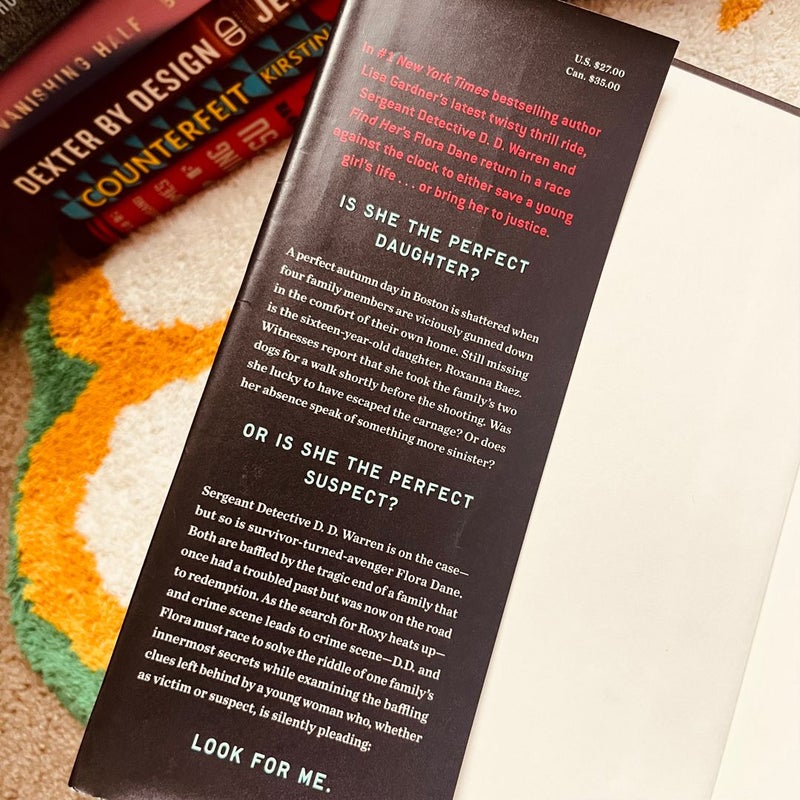 VANISHING HALF
DEXTER BY DESIGN
JE
COUNTERFEIT KIRSTIN
U.S. $27.00
Can. $35.00
In #1 New York Times bestselling author
Lisa Gardner's latest twisty thrill ride,
Sergeant Detective D. D. Warren and
Find Her's Flora Dane return in a race
against the clock to either save a young
girl's life . . . or bring her to justice.
IS SHE THE PERFECT
DAUGHTER?
A perfect autumn day in Boston is shattered when
four family members are viciously gunned down
in the comfort of their own home. Still missing
is the sixteen-year-old daughter, Roxanna Baez.
Witnesses report that she took the family's two
dogs for a walk shortly before the shooting. Was
she lucky to have escaped the carnage? Or does
her absence speak of something more sinister?
OR IS SHE THE PERFECT
SUSPECT?
Sergeant Detective D. D. Warren is on the case—
but so is survivor-turned-avenger Flora Dane.
Both are baffled by the tragic end of a family that
once had a troubled past but was now on the road
to redemption. As the search for Roxy heats up—
and crime scene leads to crime scene—D.D. and
Flora must race to solve the riddle of one family's
innermost secrets while examining the baffling
clues left behind by a young woman who, whether
as victim or suspect, is silently pleading:
LOOK FOR ME.